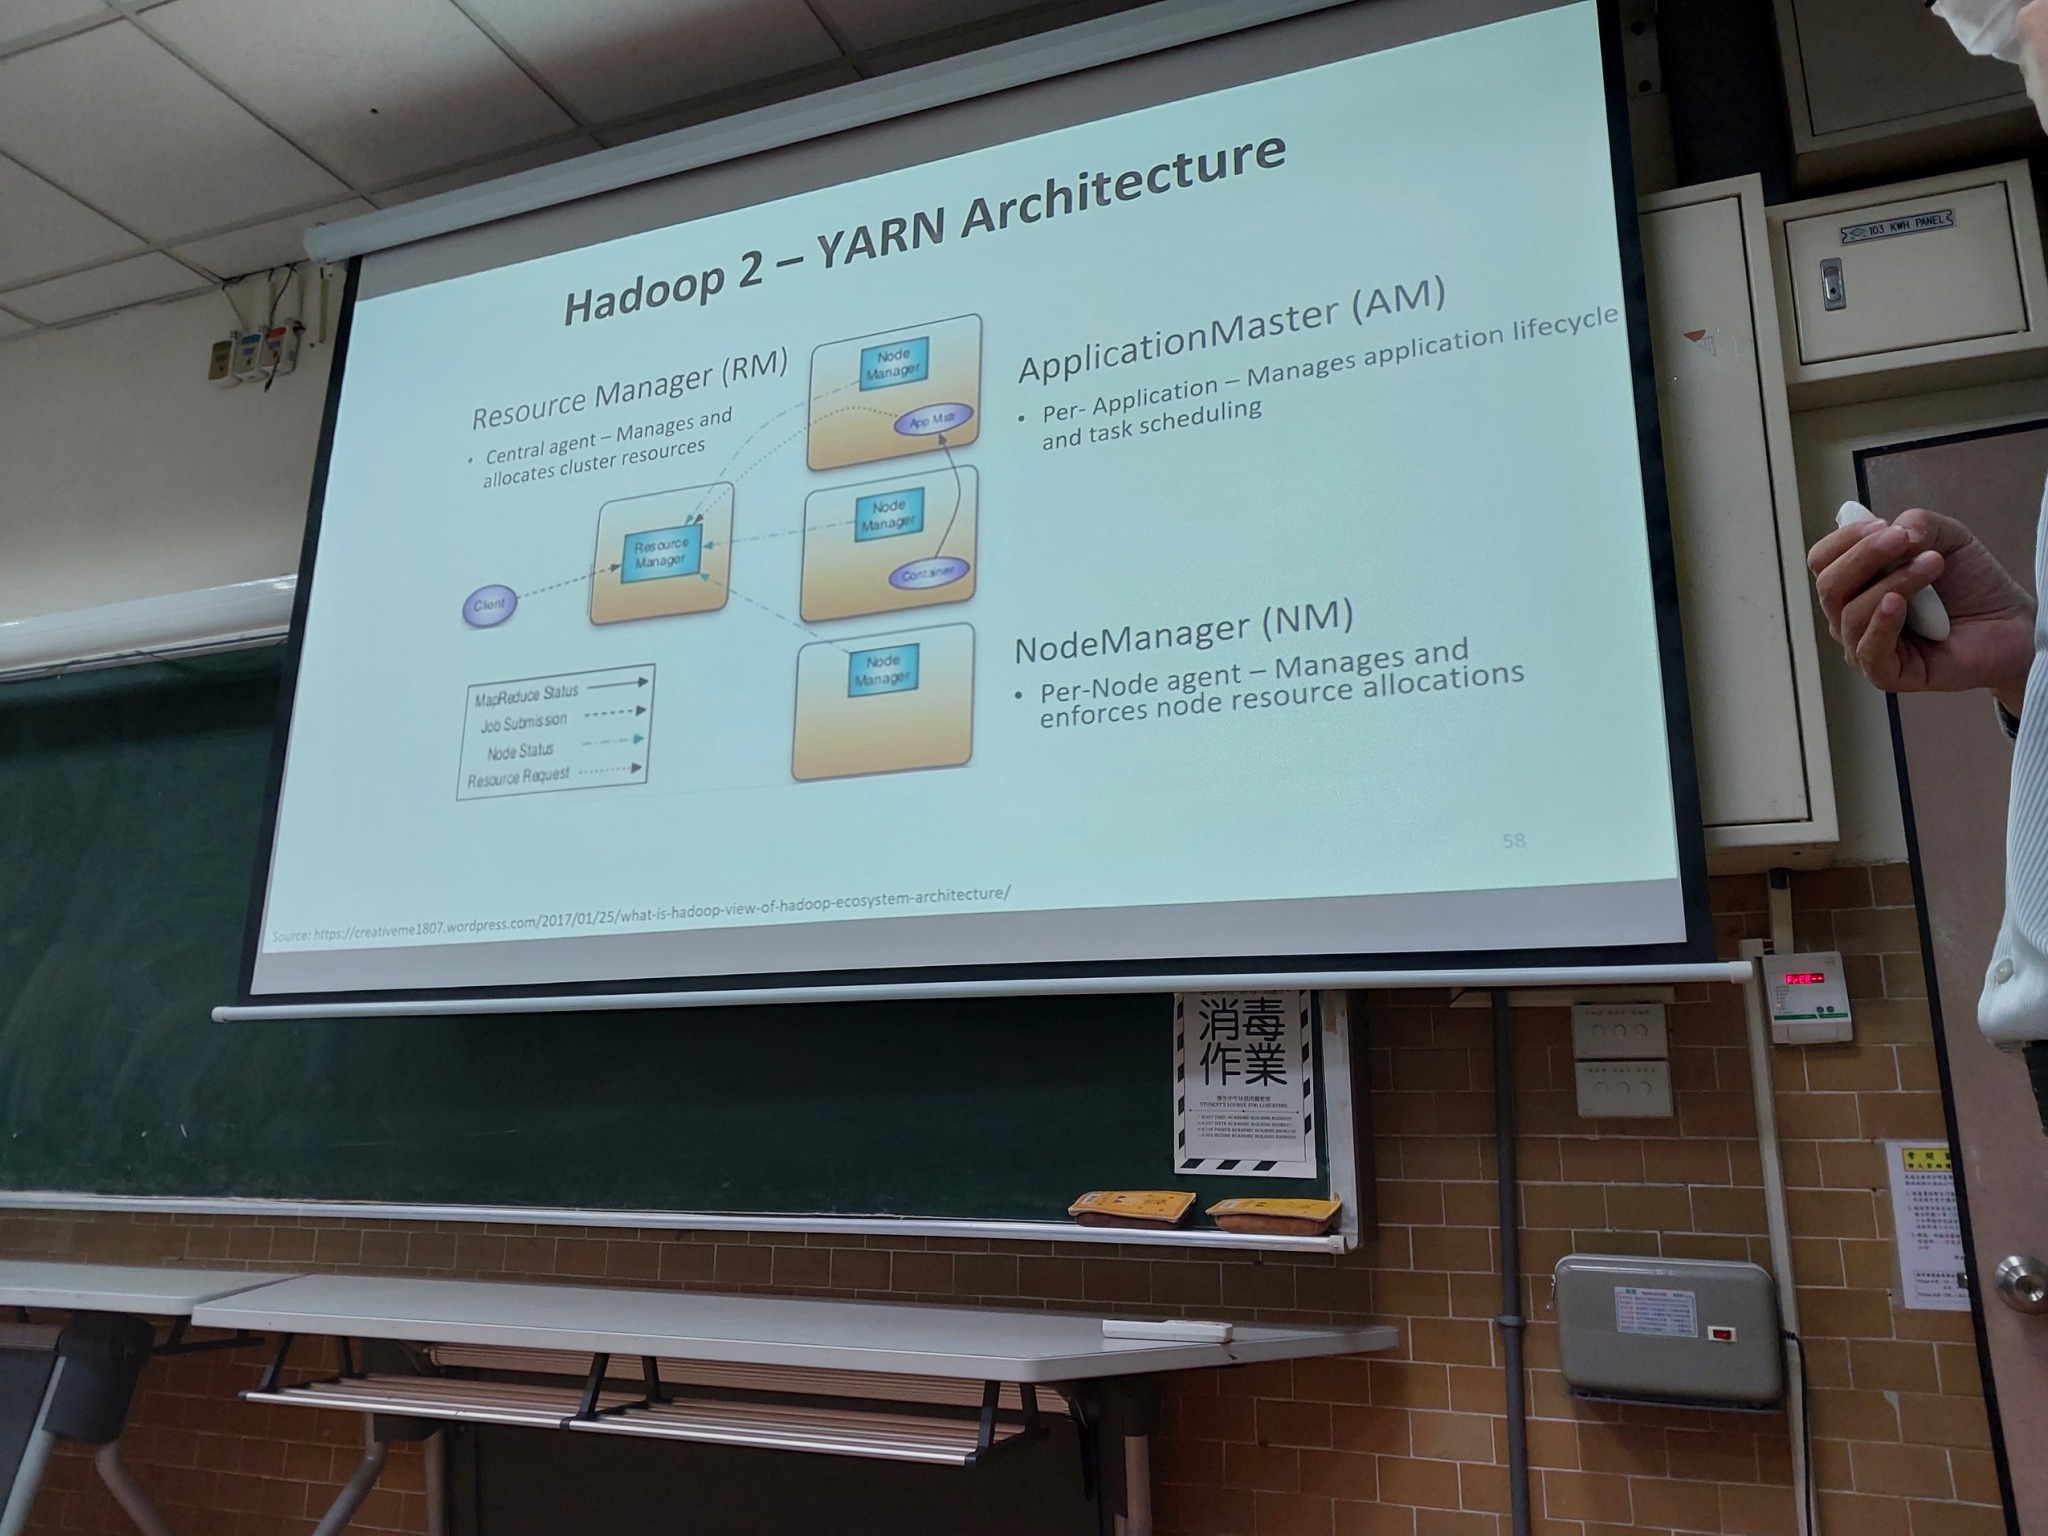 Hadoop 2 – YARN Architecture
Resource Manager (RM)
• Central agent – Manages and
allocates cluster resources
Node
Manager
App Mstr
Node
Manager
Container
Resource
Manager
Client
Node
Manager
MapReduce Status
Job Submission
Node Status
Resource Request
ApplicationMaster (AM)
• Per- Application – Manages application lifecycle
and task scheduling
NodeManager (NM)
• Per-Node agent – Manages and
enforces node resource allocations
58
Source: https://creativeme1807.wordpress.com/2017/01/25/what-is-hadoop-view-of-hadoop-ecosystem-architecture/
103 KWH PANEL
消毒
作業
STUDENT'S LOUNGE FOR LUNCHTIME